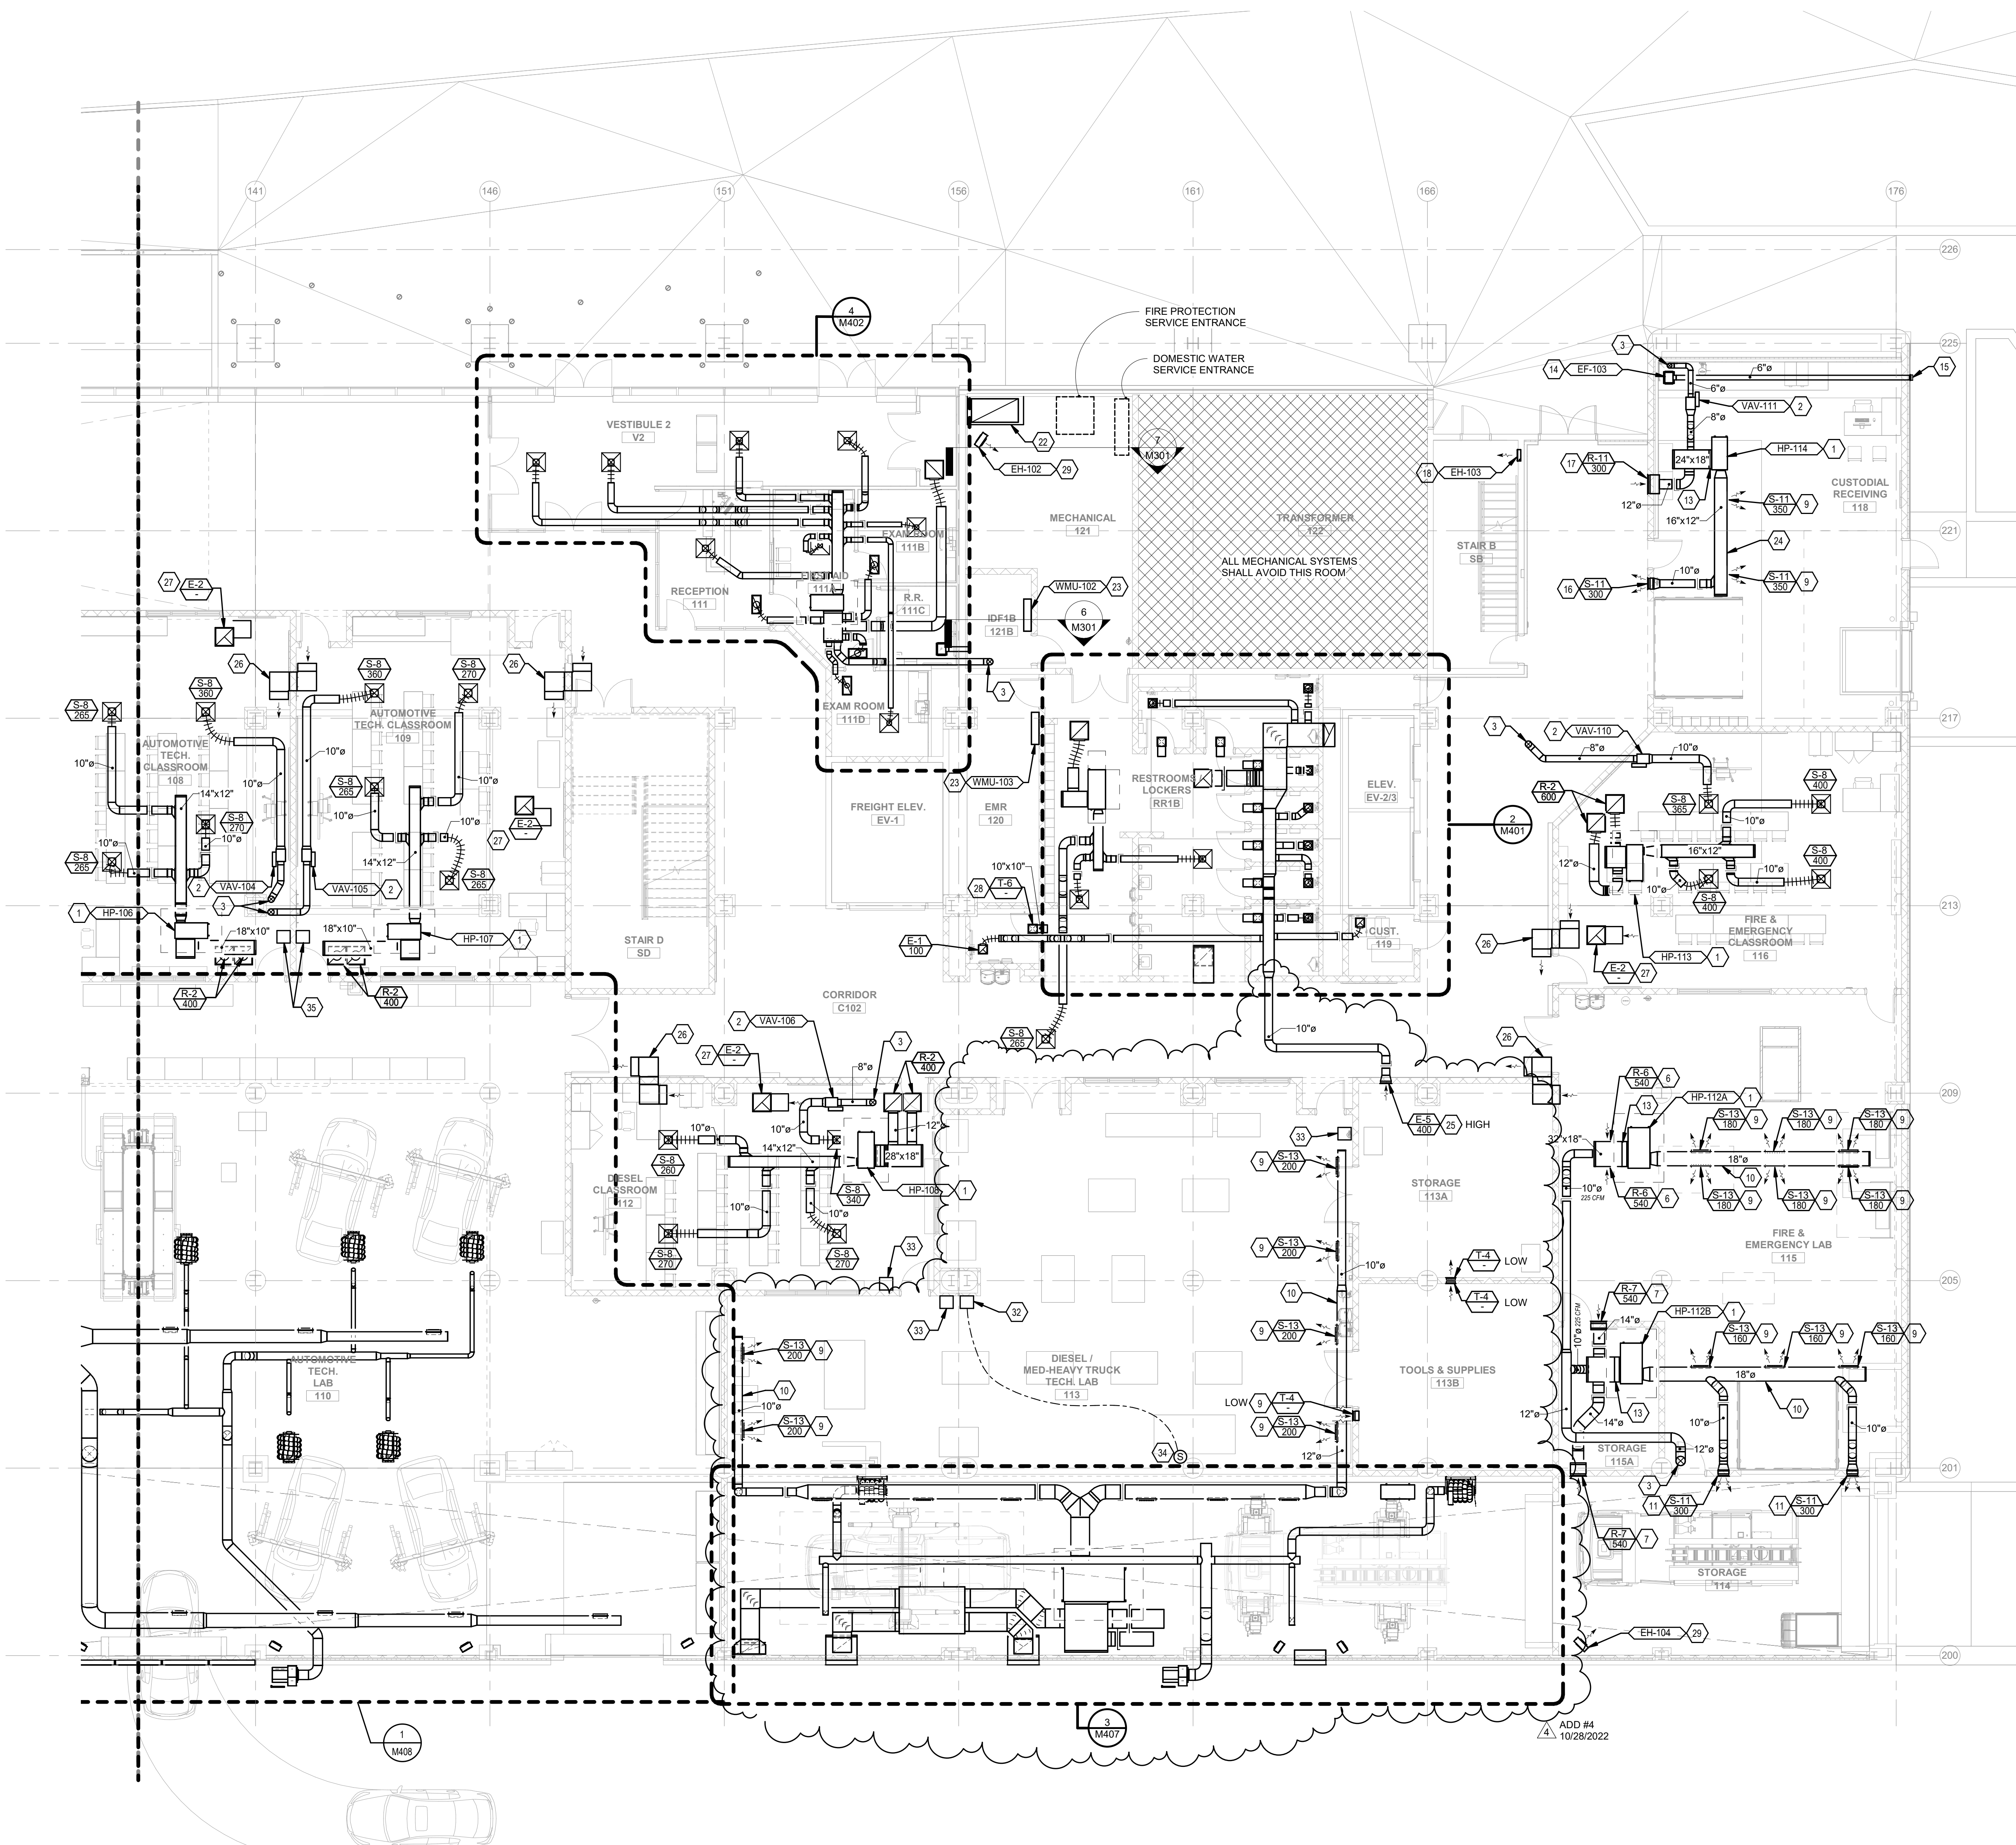 141
146
151
156
161
166
176
226
225
221
217
213
209
205
201
200
4
M402
FIRE PROTECTION
SERVICE ENTRANCE
DOMESTIC WATER
SERVICE ENTRANCE
7
M301
22
EH-102
29
VESTIBULE 2
V2
EXAM ROOM
111B
RECEPTION
111
111A
R.R.
111C
EXAM ROOM
111D
MECHANICAL
121
TRANSFORMER
122
ALL MECHANICAL SYSTEMS
SHALL AVOID THIS ROOM
IDF1B
121B
WMU-102
23
6
M301
3
23
WMU-103
18
EH-103
STAIR B
SB
3
14
EF-103
6"ø
15
6"ø
VAV-111
2
8"ø
HP-114
1
24"x18"
17
R-11
300
12"ø
13
CUSTODIAL
RECEIVING
118
S-11
350
9
16"x12"
24
10"ø
16
S-11
300
S-11
350
9
27
E-2
-
26
S-8
360
S-8
360
S-8
270
26
S-8
265
AUTOMOTIVE
TECH.
CLASSROOM
108
AUTOMOTIVE
TECH. CLASSROOM
109
10"ø
10"ø
10"ø
10"ø
S-8
265
14"x12"
S-8
270
10"ø
10"ø
10"ø
10"ø
14"x12"
S-8
265
S-8
265
E-2
-
27
2
VAV-104
VAV-105
2
3
1
HP-106
18"x10"
18"x10"
HP-107
1
R-2
400
35
R-2
400
STAIR D
SD
FREIGHT ELEV.
EV-1
EMR
120
RESTROOMS /
LOCKERS
RR1B
ELEV.
EV-2/3
2
M401
10"x10"
28
T-6
-
E-1
100
CUST.
119
3
2
VAV-110
8"ø
10"ø
R-2
600
S-8
365
S-8
400
10"ø
16"x12"
12"ø
S-8
400
10"ø
10"ø
S-8
400
FIRE &
EMERGENCY
CLASSROOM
116
26
E-2
-
27
HP-113
1
CORRIDOR
C102
S-8
265
10"ø
26
2
VAV-106
3
27
E-2
-
8"ø
R-2
400
12"ø
10"ø
10"ø
14"x12"
28"x18"
S-8
260
DIESEL
CLASSROOM
112
S-8
340
HP-108
1
10"ø
10"ø
S-8
270
S-8
270
33
E-5
400
25
HIGH
33
9
S-13
200
STORAGE
113A
9
S-13
200
10"ø
T-4
-
LOW
T-4
-
LOW
10
9
S-13
200
33
32
DIESEL /
MED-HEAVY TRUCK
TECH. LAB
113
TOOLS & SUPPLIES
113B
LOW
9
T-4
-
9
S-13
200
12"ø
34
S
S-13
200
9
10
10"ø
S-13
200
9
AUTOMOTIVE
TECH.
LAB
110
26
R-6
540
6
HP-112A
1
13
S-13
180
9
S-13
180
9
S-13
180
9
32"x18"
18"ø
10
10"ø
225 CFM
R-6
540
6
S-13
180
9
S-13
180
9
S-13
180
9
FIRE &
EMERGENCY LAB
115
R-7
540
7
HP-112B
1
14"ø
10"ø 225 CFM
S-13
160
9
S-13
160
9
S-13
160
9
18"ø
10
13
12"ø
14"ø
10"ø
10"ø
STORAGE
115A
12"ø
3
11
S-11
300
11
S-11
300
R-7
540
7
STORAGE
114
EH-104
29
1
M408
3
M407
4
ADD #4
10/28/2022